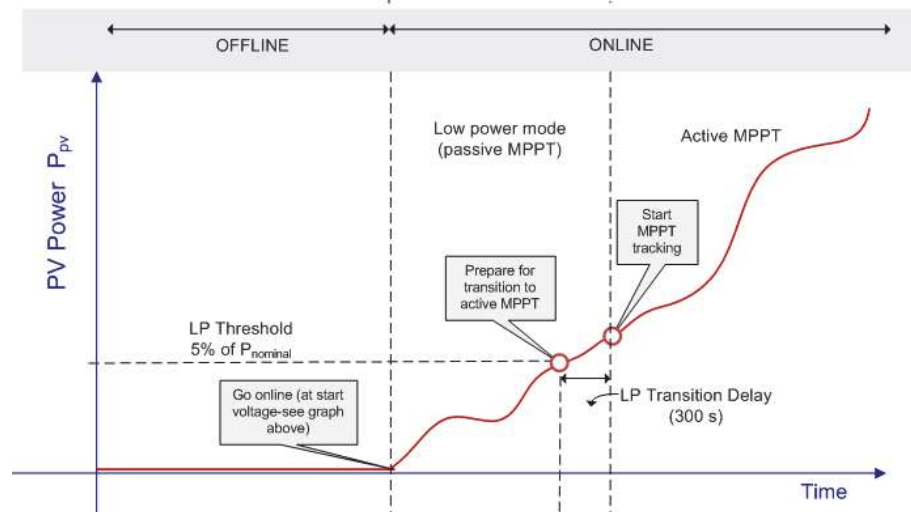 OFFLINE
ONLINE
PV Power P_pv
Low power mode
(passive MPPT)
Active MPPT
Start
MPPT
tracking
Prepare for
transition to
active MPPT
LP Threshold
5% of P_nominal
Go online (at start
voltage-see graph
above)
LP Transition Delay
(300 s)
Time